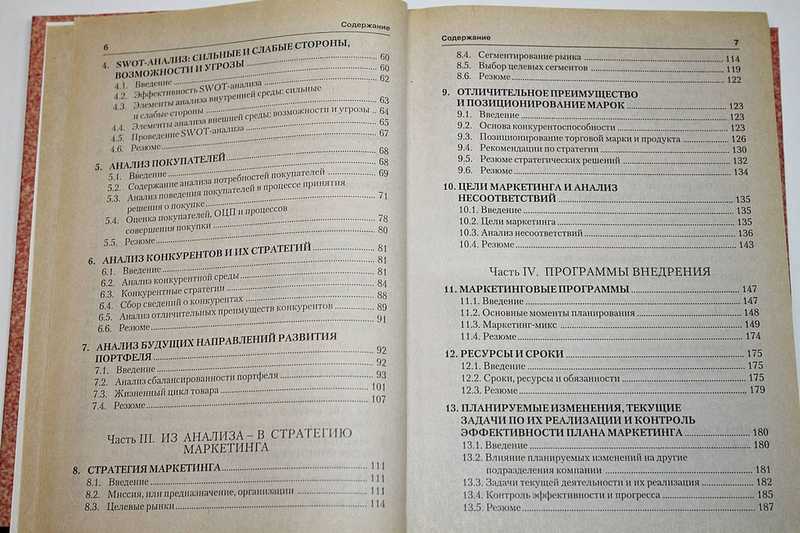 6
Содержание
4. SWOT-АНАЛИЗ: СИЛЬНЫЕ И СЛАБЫЕ СТОРОНЫ,
ВОЗМОЖНОСТИ И УГРОЗЫ 60
4.1. Введение 60
4.2. Эффективность SWOT-анализа 62
4.3. Элементы анализа внутренней среды: сильные
и слабые стороны 63
4.4. Элементы анализа внешней среды: возможности и угрозы 64
4.5. Проведение SWOT-анализа 65
4.6. Резюме 67
5. АНАЛИЗ ПОКУПАТЕЛЕЙ 68
5.1. Введение 68
5.2. Содержание анализа потребностей покупателей 69
5.3. Анализ поведения покупателей в процессе принятия
решения о покупке 71
5.4. Оценка покупателей, ОЦП и процессов
совершения покупки 78
5.5. Резюме 80
6. АНАЛИЗ КОНКУРЕНТОВ И ИХ СТРАТЕГИЙ 81
6.1. Введение 81
6.2. Анализ конкурентной среды 81
6.3. Конкурентные стратегии 84
6.4. Сбор сведений о конкурентах 88
6.5. Анализ отличительных преимуществ конкурентов 89
6.6. Резюме 91
7. АНАЛИЗ БУДУЩИХ НАПРАВЛЕНИЙ РАЗВИТИЯ
ПОРТФЕЛЯ 92
7.1. Введение 92
7.2. Анализ сбалансированности портфеля 93
7.3. Жизненный цикл товара 101
7.4. Резюме 107
Часть III. ИЗ АНАЛИЗА – В СТРАТЕГИЮ
МАРКЕТИНГА
8. СТРАТЕГИЯ МАРКЕТИНГА 111
8.1. Введение 111
8.2. Миссия, или предназначение, организации 111
8.3. Целевые рынки 114
Содержание
7
8.4. Сегментирование рынка 114
8.5. Выбор целевых сегментов 119
8.6. Резюме 122
9. ОТЛИЧИТЕЛЬНОЕ ПРЕИМУЩЕСТВО
И ПОЗИЦИОНИРОВАНИЕ МАРОК 123
9.1. Введение 123
9.2. Основа конкурентоспособности 123
9.3. Позиционирование торговой марки и продукта 126
9.4. Рекомендации по стратегии 130
9.5. Резюме стратегических решений 132
9.6. Резюме 134
10. ЦЕЛИ МАРКЕТИНГА И АНАЛИЗ
НЕСООТВЕТСТВИЙ 135
10.1. Введение 135
10.2. Цели маркетинга 135
10.3. Анализ несоответствий 136
10.4. Резюме 143
Часть IV. ПРОГРАММЫ ВНЕДРЕНИЯ
11. МАРКЕТИНГОВЫЕ ПРОГРАММЫ 147
11.1. Введение 147
11.2. Основные моменты планирования 148
11.3. Маркетинг-микс 149
11.4. Резюме 174
12. РЕСУРСЫ И СРОКИ 175
12.1. Введение 175
12.2. Сроки, ресурсы и обязанности 175
12.3. Резюме 179
13. ПЛАНИРУЕМЫЕ ИЗМЕНЕНИЯ, ТЕКУЩИЕ
ЗАДАЧИ ПО ИХ РЕАЛИЗАЦИИ И КОНТРОЛЬ
ЭФФЕКТИВНОСТИ ПЛАНА МАРКЕТИНГА 180
13.1. Введение 180
13.2. Влияние планируемых изменений на другие
подразделения компании 181
13.3. Задачи текущей деятельности и их реализация 182
13.4. Контроль эффективности и прогресса 185
13.5. Резюме 187